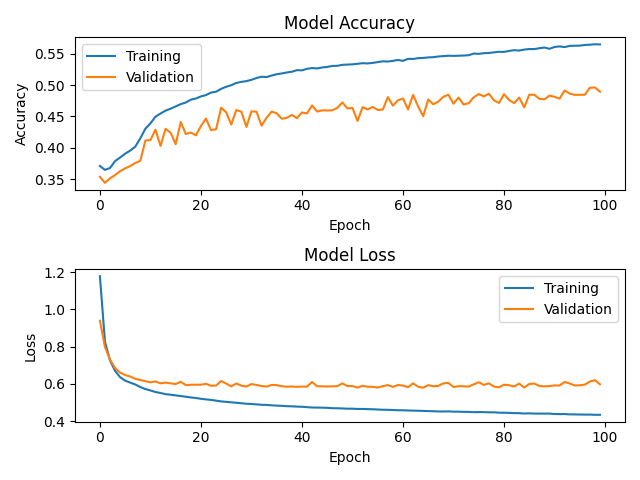 Model Accuracy
0.55
0.50
0.45
0.40
0.35
Accuracy
Training
Validation
0 20 40 60 80 100
Epoch
Model Loss
1.2
1.0
0.8
0.6
0.4
Loss
Training
Validation
0 20 40 60 80 100
Epoch